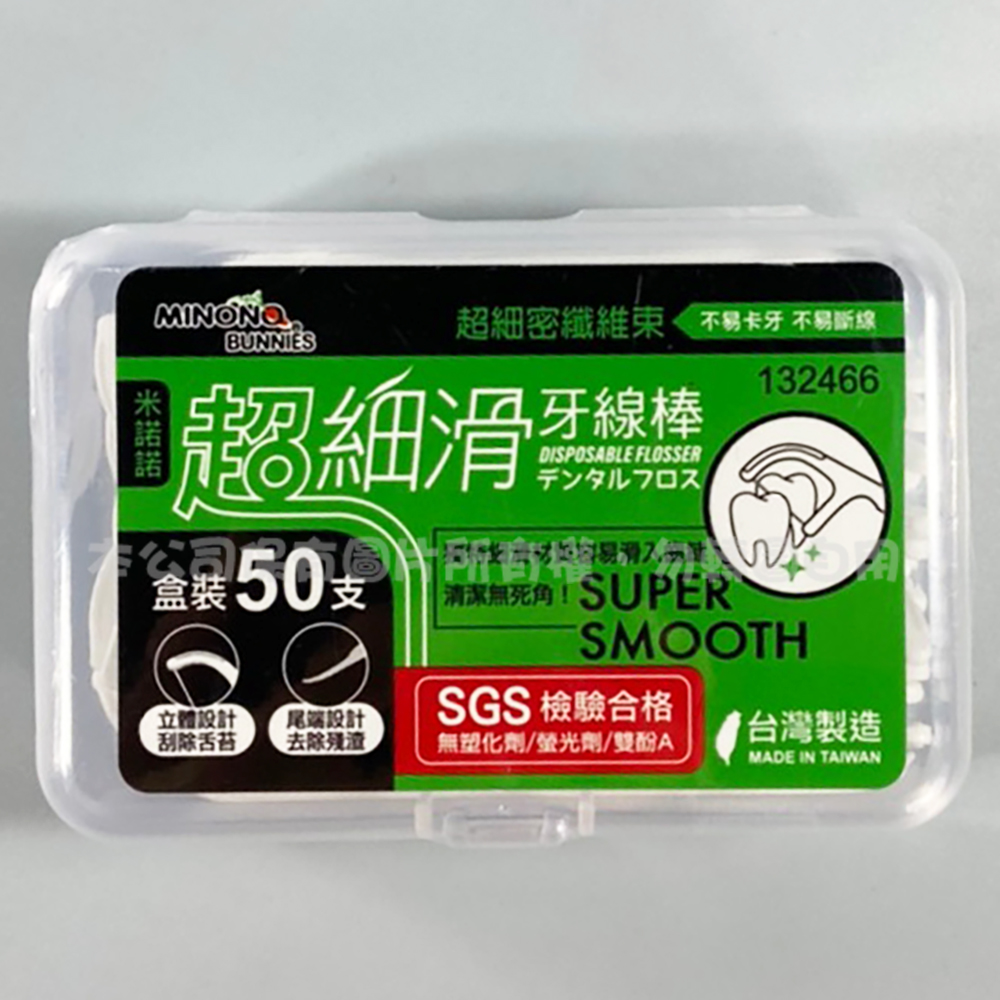 MINONO
BUNNIES
超細密纖維束
不易卡牙 不易斷線
132466
米諾諾
超細滑牙線棒
DISPOSABLE FLOSSER
デンタルフロス
盒裝50支
清潔無死角！
SUPER
SMOOTH
立體設計
刮除舌苔
尾端設計
去除殘渣
SGS 檢驗合格
無塑化劑/螢光劑/雙酚A
台灣製造
MADE IN TAIWAN